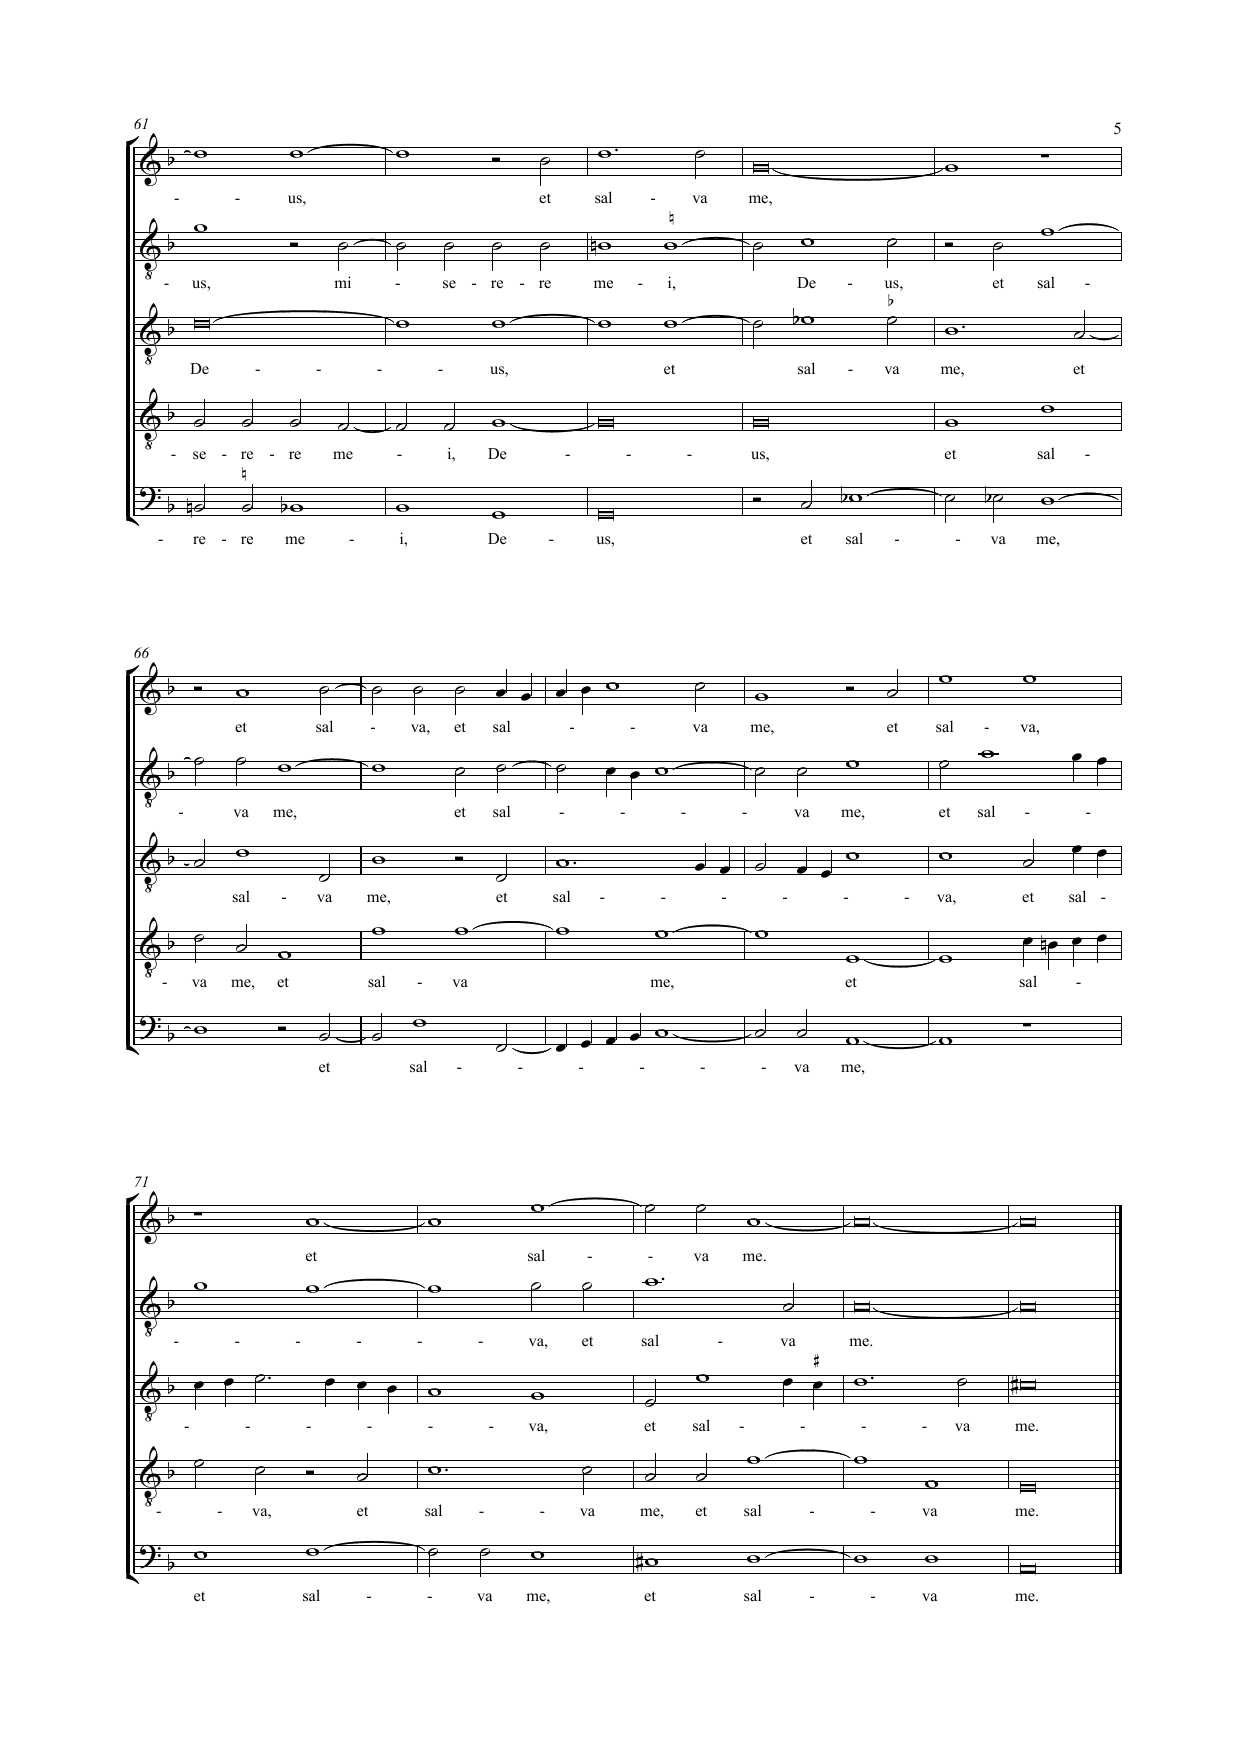 61
5
- - us, et sal - va me,
- us, mi - se - re - re me - i, De - us, et sal -
De - - - - us, et sal - va me, et
- se - re - re me - i, De - - - us, et sal -
- re - re me - i, De - us, et sal - - va me,
66
et sal - va, et sal - - va me, et sal - va,
- va me, et sal - - - - va me, et sal - -
sal - va me, et sal - - - - - - va, et sal -
- va me, et sal - va me, et sal -
et sal - - - - - - va me,
71
et sal - - va me.
- - - - - - va, et sal - va me.
- - - - - - va, et sal - - - va me.
- - va, et sal - - va me, et sal - - va me.
et sal - - va me, et sal - - va me.